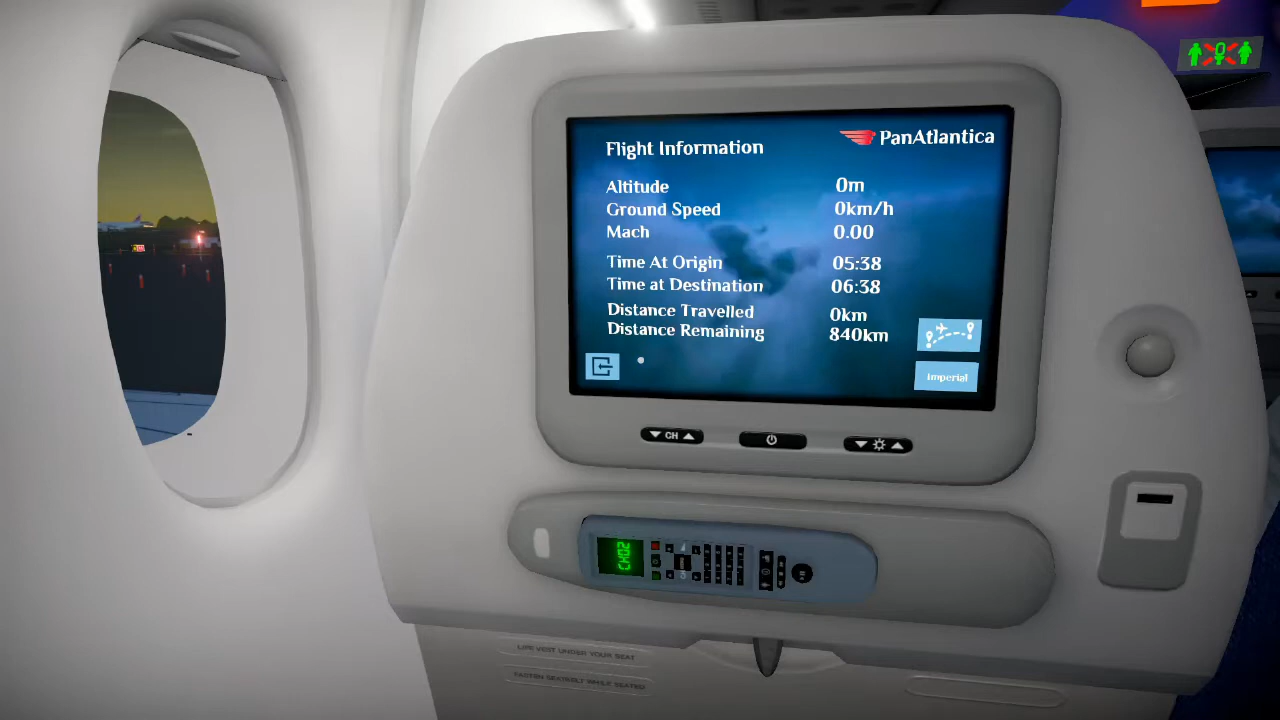 PanAtlantica
Flight Information
Altitude 0m
Ground Speed 0km/h
Mach 0.00
Time At Origin 05:38
Time at Destination 06:38
Distance Travelled 0km
Distance Remaining 840km
Imperial
CH
CH02
LIFE VEST UNDER YOUR SEAT
FASTEN SEATBELT WHILE SEATED